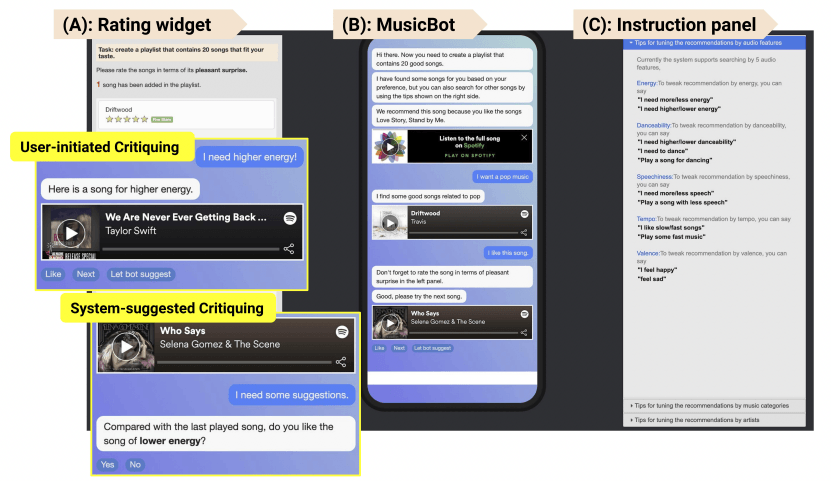 (A): Rating widget
Task: create a playlist that contains 20 songs that fit your
taste.
Please rate the songs in terms of its pleasant surprise.
1 song has been added in the playlist.
Driftwood
User-initiated Critiquing
I need higher energy!
Here is a song for higher energy.
We Are Never Ever Getting Back ...
Taylor Swift
RELEASE SPECIAL
Like Next Let bot suggest
System-suggested Critiquing
Who Says
Selena Gomez & The Scene
I need some suggestions.
Compared with the last played song, do you like the
song of lower energy?
Yes No
(B): MusicBot
Hi there. Now you need to create a playlist that
contains 20 good songs.
I have found some songs for you based on your
preference, but you can also search for other songs by
using the tips shown on the right side.
We recommend this song because you like the songs
Love Story, Stand by Me.
Listen to the full song
on Spotify
PLAY ON SPOTIFY
I want a pop music
I find some good songs related to pop
Driftwood
Travis
I like this song.
Don't forget to rate the song in terms of pleasant
surprise in the left panel.
Good, please try the next song.
Who Says
Selena Gomez & The Scene
Like Next Let bot suggest
(C): Instruction panel
Tips for tuning the recommendations by audio features
Currently the system supports searching by 5 audio
features,
Energy:To tweak recommendation by energy, you can
say
"I need more/less energy"
"I need higher/lower energy"
Danceability:To tweak recommendation by danceability,
you can say
"I need higher/lower danceability"
"I need to dance"
"Play a song for dancing"
Speechiness:To tweak recommendation by speechiness,
you can say
"I need more/less speech"
"Play a song with less speech"
Tempo:To tweak recommendation by tempo, you can say
"I like slow/fast songs"
"Play some fast music"
Valence:To tweak recommendation by valence, you can
say
"I feel happy"
"feel sad"
Tips for tuning the recommendations by music categories
Tips for tuning the recommendations by artists